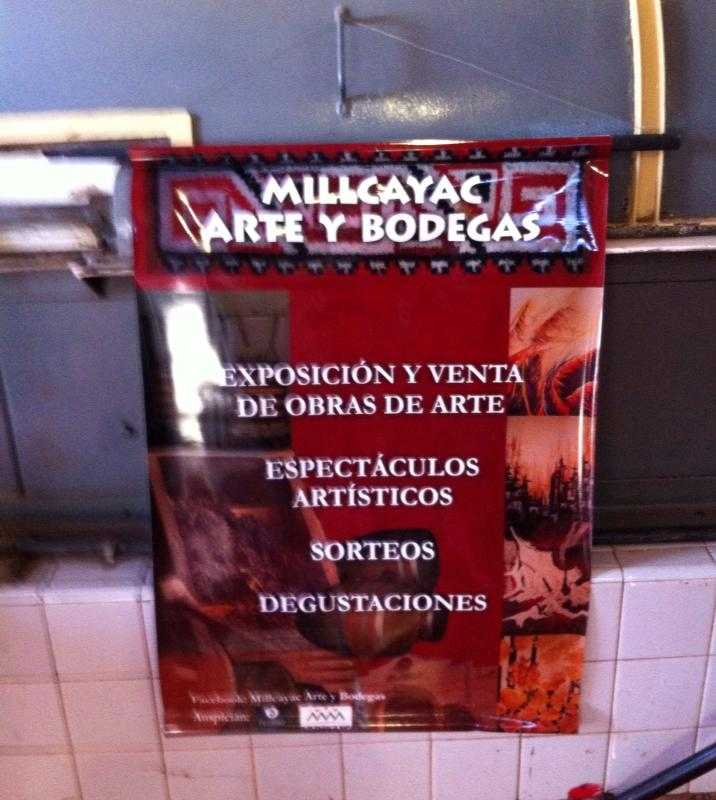 MILLCAYAC
ARTE Y BODEGAS
EXPOSICIÓN Y VENTA
DE OBRAS DE ARTE
ESPECTÁCULOS
ARTÍSTICOS
SORTEOS
DEGUSTACIONES
Facebook: Millcayac Arte y Bodegas
Auspician: